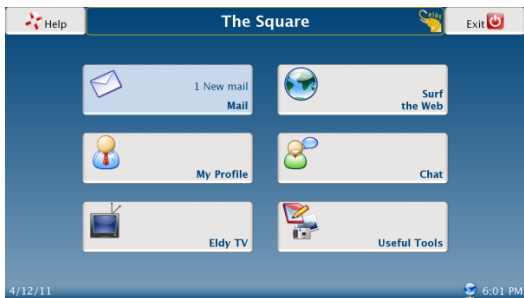 Help
The Square
eldy
Exit
1 New mail
Mail
Surf
the Web
My Profile
Chat
Eldy TV
Useful Tools
4/12/11
6:01 PM